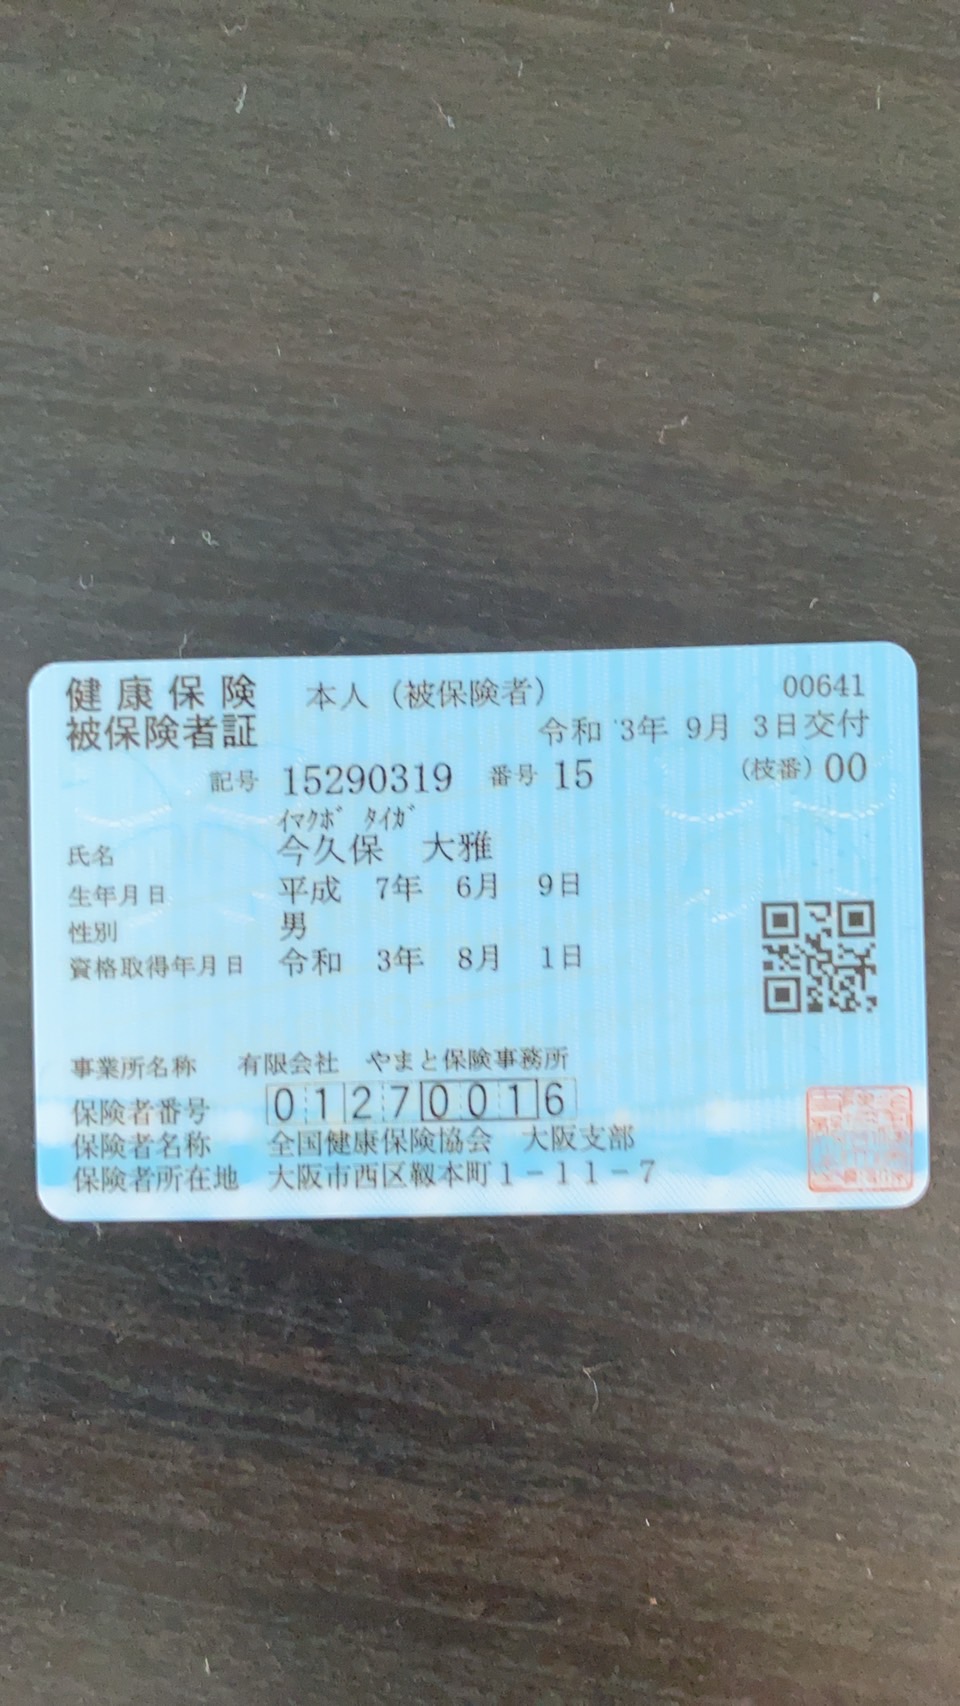 健康保険 本人（被保険者） 00641
被保険者証 令和 3年 9月 3日交付
記号 15290319 番号 15 （枝番）00
ｲﾏｸﾎﾞ ﾀｲｶﾞ
氏名 今久保 大雅
生年月日 平成 7年 6月 9日
性別 男
資格取得年月日 令和 3年 8月 1日
事業所名称 有限会社 やまと保険事務所
保険者番号 01270016
保険者名称 全国健康保険協会 大阪支部
保険者所在地 大阪市西区靱本町１－１１－７